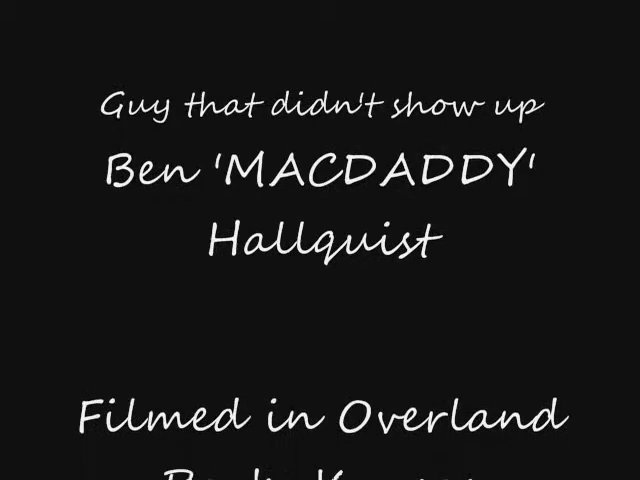 Guy that didn't show up
Ben 'MACDADDY'
Hallquist
Filmed in Overland